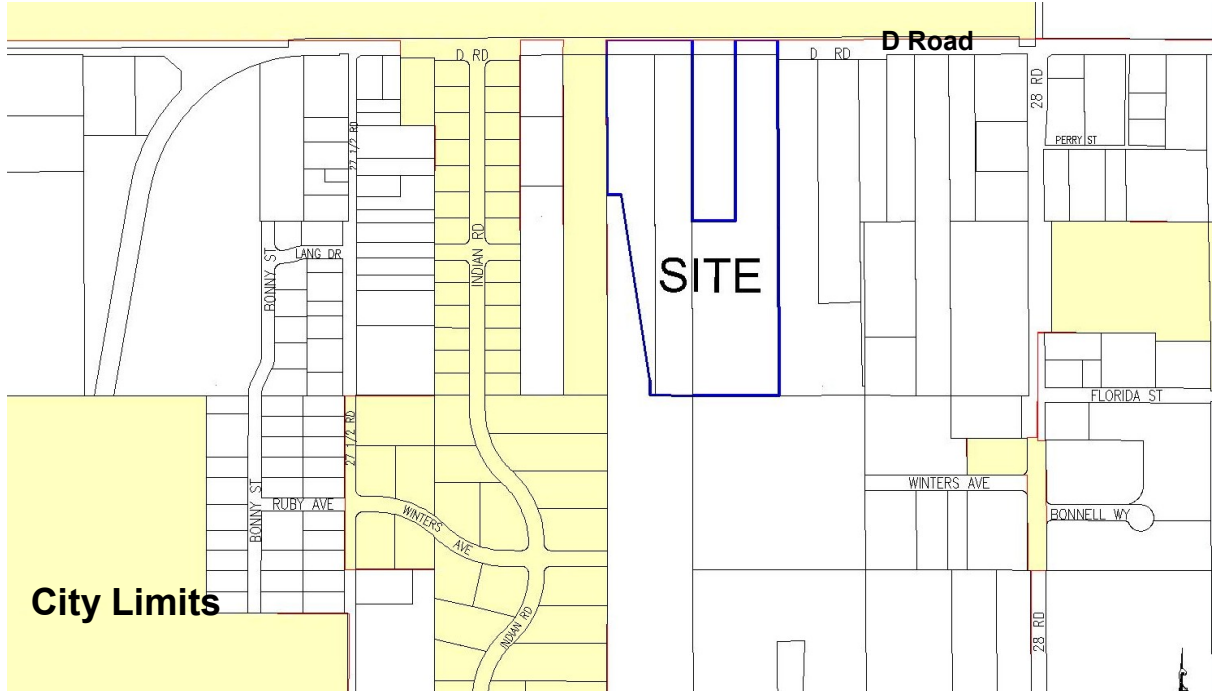 D Road
D RD
D RD
28 RD
27 1/2 RD
PERRY ST
INDIAN RD
LANG DR
BONNY ST
SITE
FLORIDA ST
27 1/2 RD
WINTERS AVE
BONNY ST
RUBY AVE
WINTERS
AVE
BONNELL WY
City Limits
INDIAN RD
28 RD